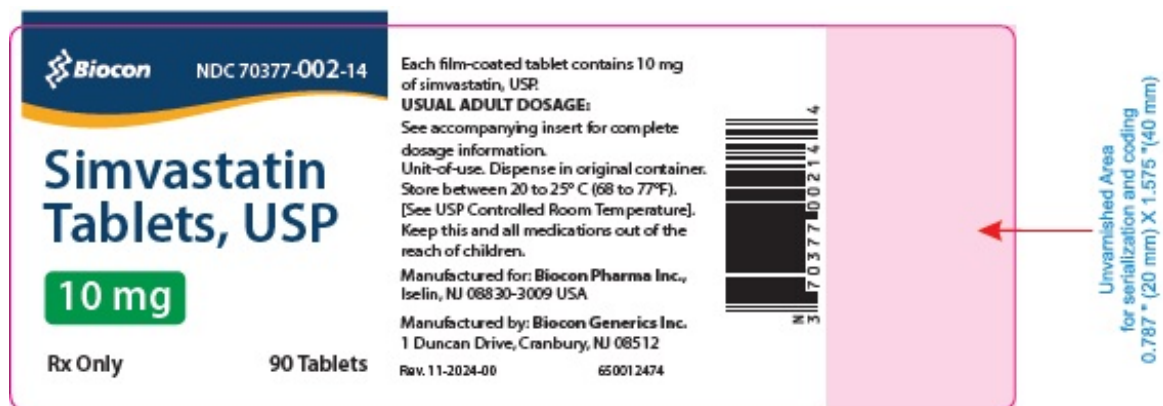 Biocon
NDC 70377-002-14
Simvastatin
Tablets, USP
10 mg
Rx Only
90 Tablets
Each film-coated tablet contains 10 mg
of simvastatin, USP.
USUAL ADULT DOSAGE:
See accompanying insert for complete
dosage information.
Unit-of-use. Dispense in original container.
Store between 20 to 25° C (68 to 77°F).
[See USP Controlled Room Temperature].
Keep this and all medications out of the
reach of children.
Manufactured for: Biocon Pharma Inc.,
Iselin, NJ 08830-3009 USA
Manufactured by: Biocon Generics Inc.
1 Duncan Drive, Cranbury, NJ 08512
Rev. 11-2024-00
650012474
N
3 70377 00214 4
Unvarnished Area
for serialization and coding
0.787 " (20 mm) X 1.575 "(40 mm)